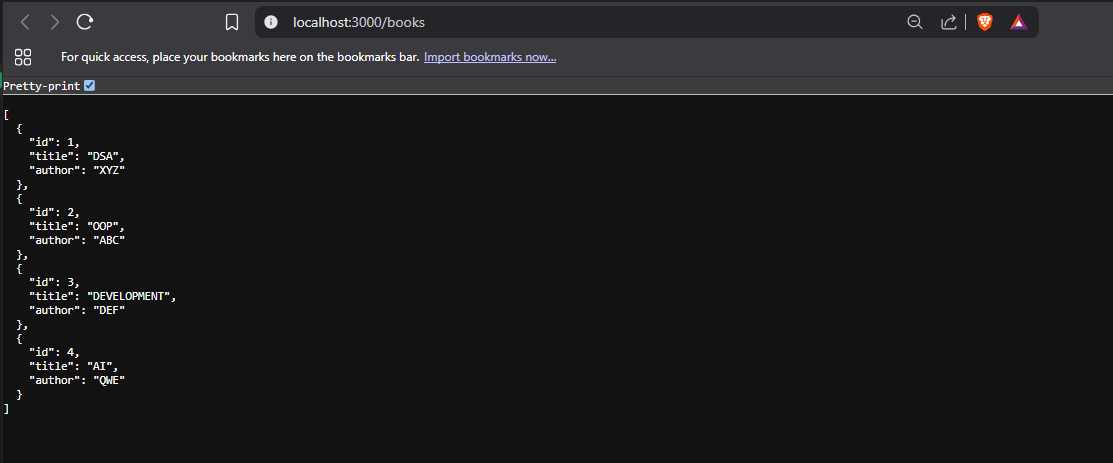 localhost:3000/books
For quick access, place your bookmarks here on the bookmarks bar. Import bookmarks now...
Pretty-print
[
  {
    "id": 1,
    "title": "DSA",
    "author": "XYZ"
  },
  {
    "id": 2,
    "title": "OOP",
    "author": "ABC"
  },
  {
    "id": 3,
    "title": "DEVELOPMENT",
    "author": "DEF"
  },
  {
    "id": 4,
    "title": "AI",
    "author": "QWE"
  }
]